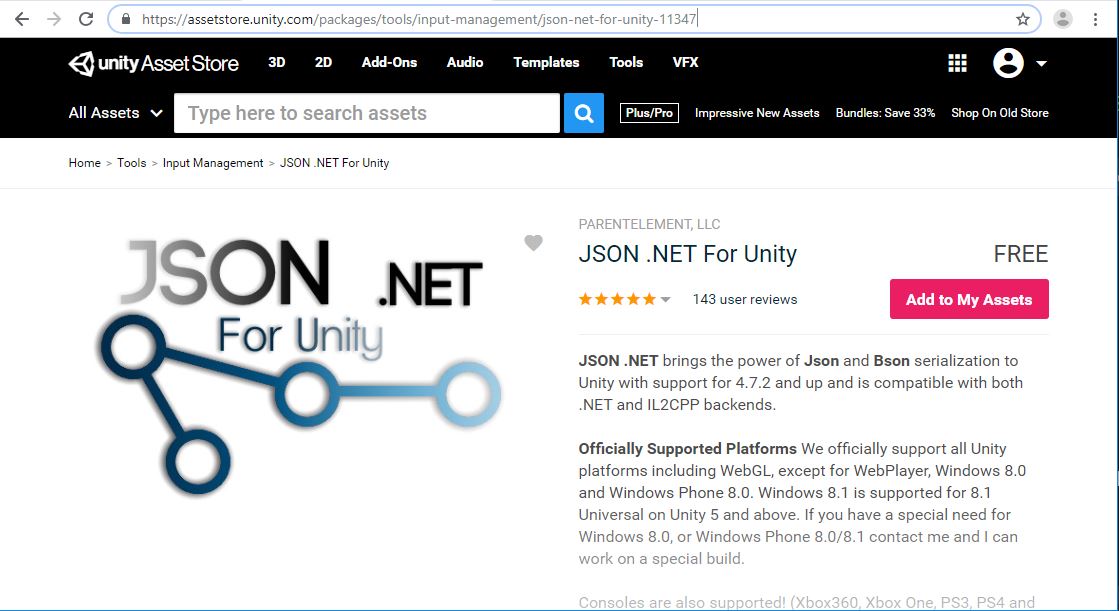 https://assetstore.unity.com/packages/tools/input-management/json-net-for-unity-11347
unity Asset Store
3D
2D
Add-Ons
Audio
Templates
Tools
VFX
All Assets
Type here to search assets
Plus/Pro
Impressive New Assets
Bundles: Save 33%
Shop On Old Store
Home > Tools > Input Management > JSON .NET For Unity
JSON .NET
For Unity
PARENTELEMENT, LLC
JSON .NET For Unity
FREE
143 user reviews
Add to My Assets
JSON .NET brings the power of Json and Bson serialization to
Unity with support for 4.7.2 and up and is compatible with both
.NET and IL2CPP backends.
Officially Supported Platforms We officially support all Unity
platforms including WebGL, except for WebPlayer, Windows 8.0
and Windows Phone 8.0. Windows 8.1 is supported for 8.1
Universal on Unity 5 and above. If you have a special need for
Windows 8.0, or Windows Phone 8.0/8.1 contact me and I can
work on a special build.
Consoles are also supported! (Xbox360, Xbox One, PS3, PS4 and